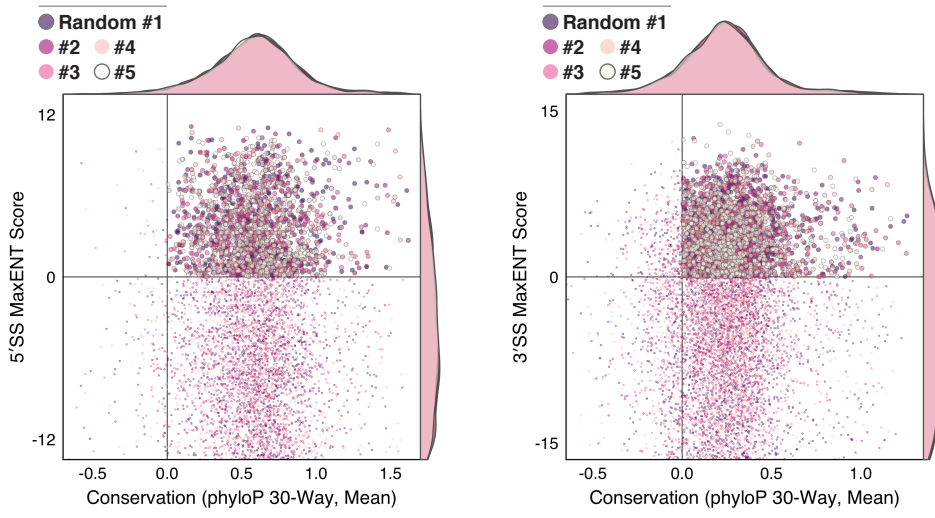 Random #1
#2 #4
#3 #5
12
0
-12
5′SS MaxENT Score
-0.5 0.0 0.5 1.0 1.5
Conservation (phyloP 30-Way, Mean)
Random #1
#2 #4
#3 #5
15
0
-15
3′SS MaxENT Score
-0.5 0.0 0.5 1.0
Conservation (phyloP 30-Way, Mean)